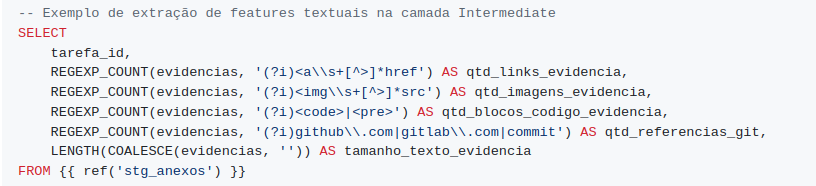 -- Exemplo de extração de features textuais na camada Intermediate
SELECT
    tarefa_id,
    REGEXP_COUNT(evidencias, '(?i)<a\\s+[^>]*href') AS qtd_links_evidencia,
    REGEXP_COUNT(evidencias, '(?i)<img\\s+[^>]*src') AS qtd_imagens_evidencia,
    REGEXP_COUNT(evidencias, '(?i)<code>|<pre>') AS qtd_blocos_codigo_evidencia,
    REGEXP_COUNT(evidencias, '(?i)github\\.com|gitlab\\.com|commit') AS qtd_referencias_git,
    LENGTH(COALESCE(evidencias, '')) AS tamanho_texto_evidencia
FROM {{ ref('stg_anexos') }}